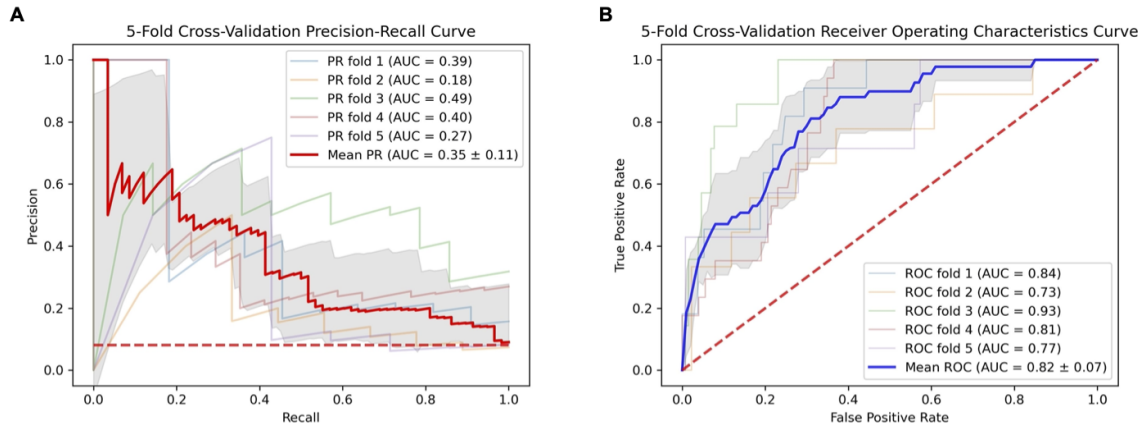 A
5-Fold Cross-Validation Precision-Recall Curve
1.0
0.8
0.6
0.4
0.2
0.0
Precision
PR fold 1 (AUC = 0.39)
PR fold 2 (AUC = 0.18)
PR fold 3 (AUC = 0.49)
PR fold 4 (AUC = 0.40)
PR fold 5 (AUC = 0.27)
Mean PR (AUC = 0.35 ± 0.11)
0.0 0.2 0.4 0.6 0.8 1.0
Recall
B
5-Fold Cross-Validation Receiver Operating Characteristics Curve
1.0
0.8
0.6
0.4
0.2
0.0
True Positive Rate
ROC fold 1 (AUC = 0.84)
ROC fold 2 (AUC = 0.73)
ROC fold 3 (AUC = 0.93)
ROC fold 4 (AUC = 0.81)
ROC fold 5 (AUC = 0.77)
Mean ROC (AUC = 0.82 ± 0.07)
0.0 0.2 0.4 0.6 0.8 1.0
False Positive Rate